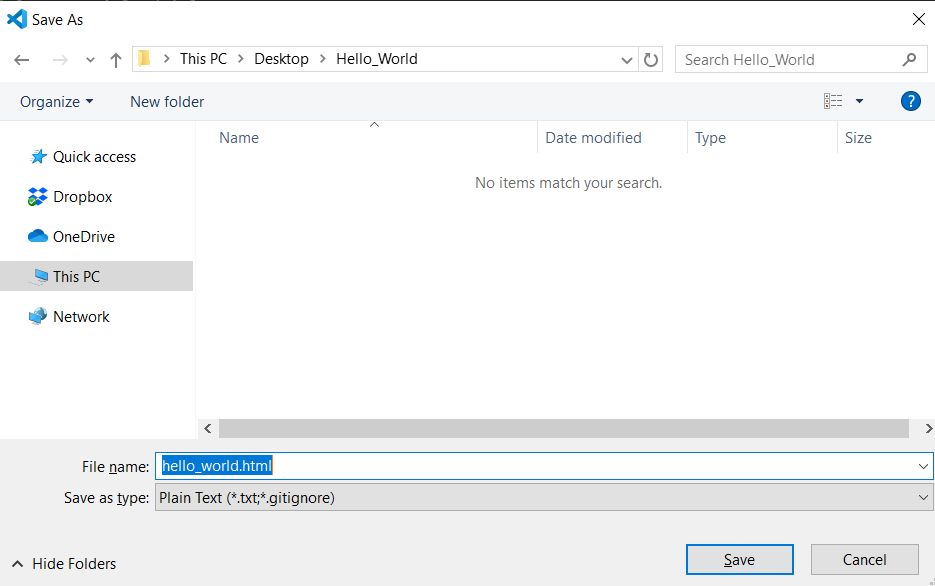 Save As
This PC > Desktop > Hello_World
Search Hello_World
Organize
New folder
?
Name
Date modified
Type
Size
No items match your search.
Quick access
Dropbox
OneDrive
This PC
Network
File name: hello_world.html
Save as type: Plain Text (*.txt;*.gitignore)
Hide Folders
Save
Cancel